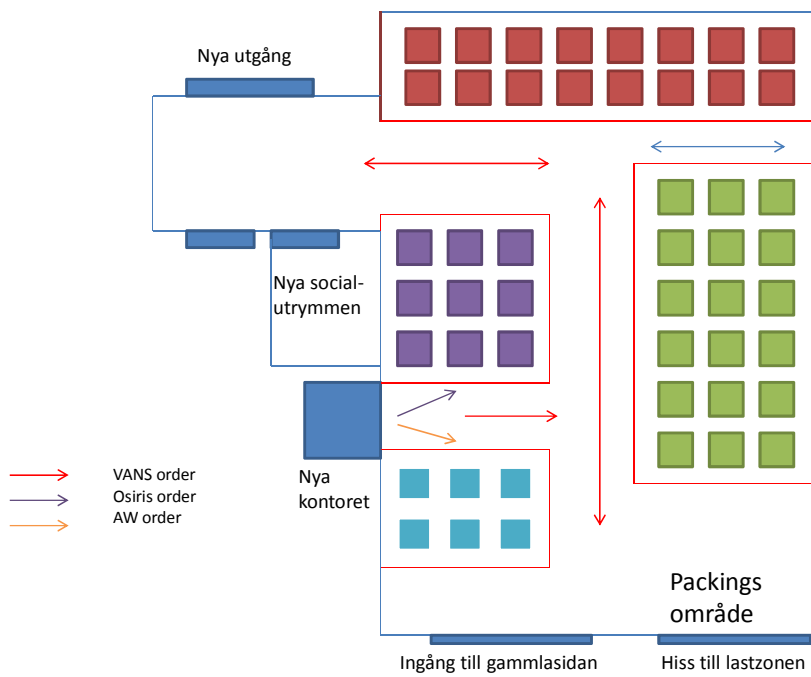 Nya utgång
Nya social-
utrymmen
Nya
kontoret
VANS order
Osiris order
AW order
Packings
område
Ingång till gammlasidan
Hiss till lastzonen